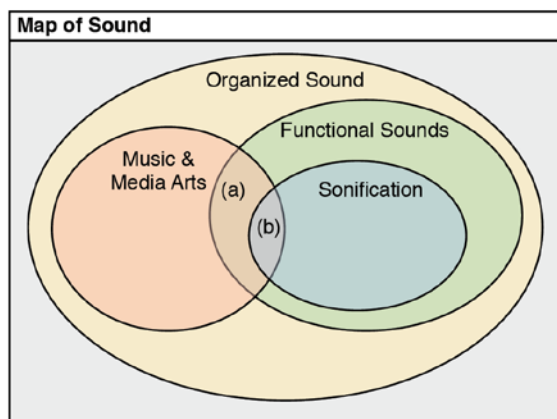 Map of Sound
Organized Sound
Functional Sounds
Music &
Media Arts
(a)
Sonification
(b)